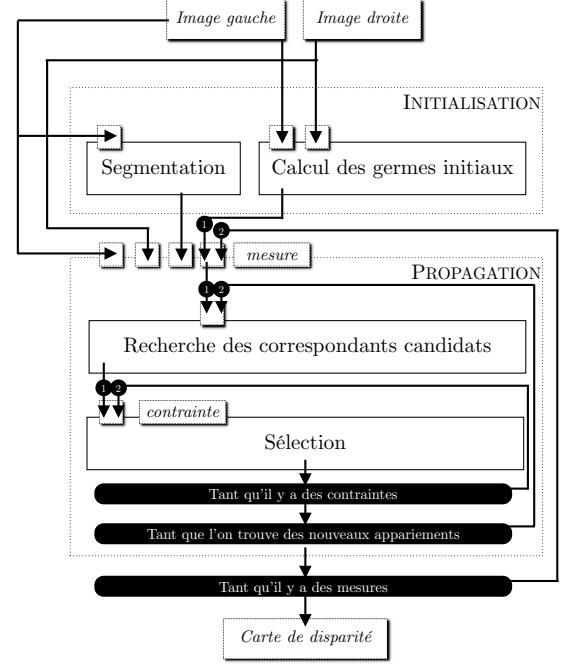 Image gauche
Image droite
INITIALISATION
Segmentation
Calcul des germes initiaux
1
2
mesure
PROPAGATION
1
2
Recherche des correspondants candidats
1
2
contrainte
Sélection
Tant qu'il y a des contraintes
Tant que l'on trouve des nouveaux appariements
Tant qu'il y a des mesures
Carte de disparité